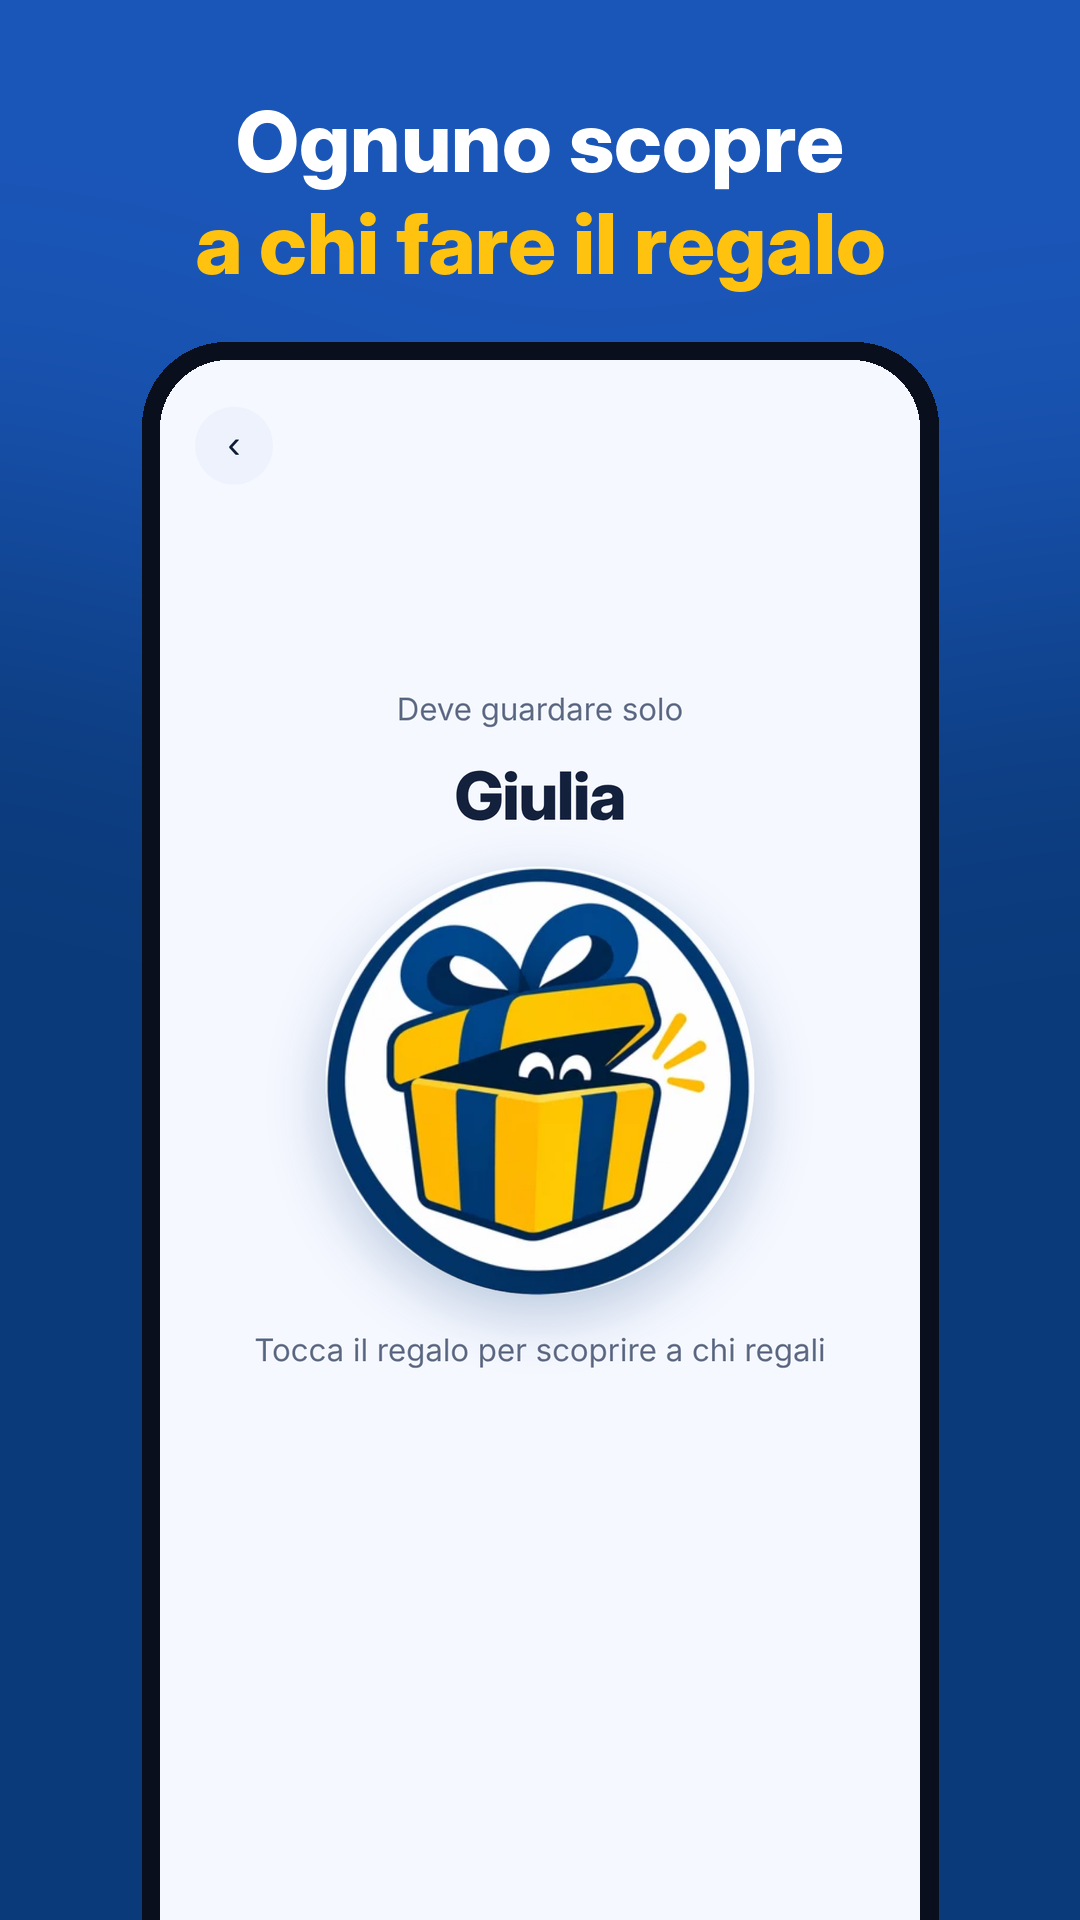 Ognuno scopre
a chi fare il regalo
‹
Deve guardare solo
Giulia
Tocca il regalo per scoprire a chi regali